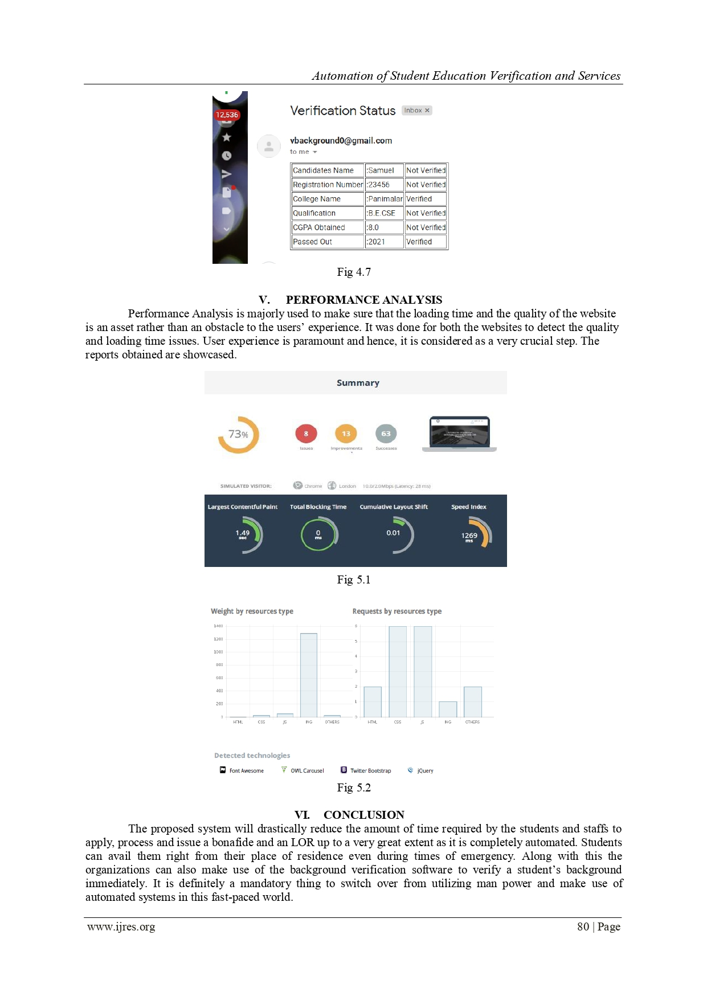 Automation of Student Education Verification and Services
12,536
Verification Status Inbox ×
vbackground0@gmail.com
to me
Candidates Name :Samuel Not Verified
Registration Number :23456 Not Verified
College Name :Panimalar Verified
Qualification :B.E.CSE Not Verified
CGPA Obtained :8.0 Not Verified
Passed Out :2021 Verified
Fig 4.7
V. PERFORMANCE ANALYSIS
Performance Analysis is majorly used to make sure that the loading time and the quality of the website
is an asset rather than an obstacle to the users’ experience. It was done for both the websites to detect the quality
and loading time issues. User experience is paramount and hence, it is considered as a very crucial step. The
reports obtained are showcased.
Summary
73%
8 13 63
Issues Improvements Successes
SIMULATED VISITOR: Chrome London 10.0/2.0Mbps (Latency: 28 ms)
Largest Contentful Paint Total Blocking Time Cumulative Layout Shift Speed Index
1.49 sec 0 ms 0.01 1269 ms
Fig 5.1
Weight by resources type Requests by resources type
1400
1200
1000
800
600
400
200
0
HTML CSS JS IMG OTHERS
6
5
4
3
2
1
0
HTML CSS JS IMG OTHERS
Detected technologies
Font Awesome OWL Carousel Twitter Bootstrap jQuery
Fig 5.2
VI. CONCLUSION
The proposed system will drastically reduce the amount of time required by the students and staffs to
apply, process and issue a bonafide and an LOR up to a very great extent as it is completely automated. Students
can avail them right from their place of residence even during times of emergency. Along with this the
organizations can also make use of the background verification software to verify a student’s background
immediately. It is definitely a mandatory thing to switch over from utilizing man power and make use of
automated systems in this fast-paced world.
www.ijres.org 80 | Page